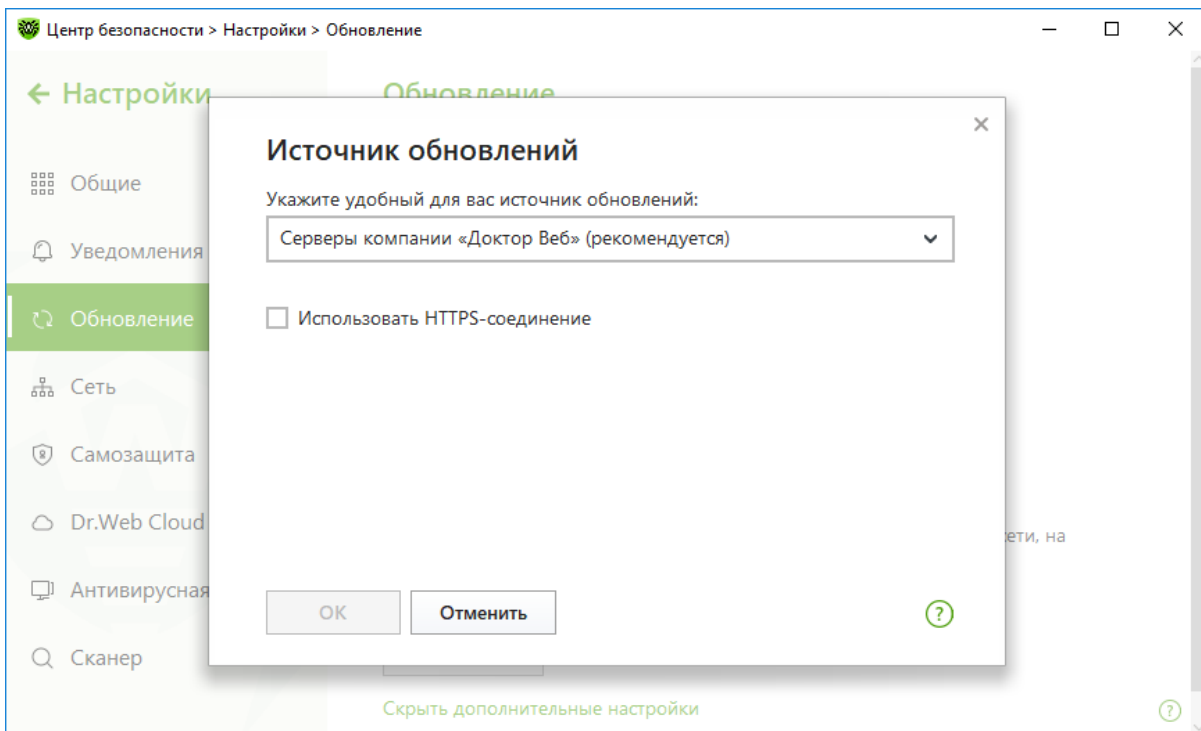 Центр безопасности > Настройки > Обновление
Настройки
Обновление
Общие
Уведомления
Обновление
Сеть
Самозащита
Dr.Web Cloud
Антивирусная
Сканер
Источник обновлений
Укажите удобный для вас источник обновлений:
Серверы компании «Доктор Веб» (рекомендуется)
Использовать HTTPS-соединение
OK
Отменить
?
на
Скрыть дополнительные настройки
?